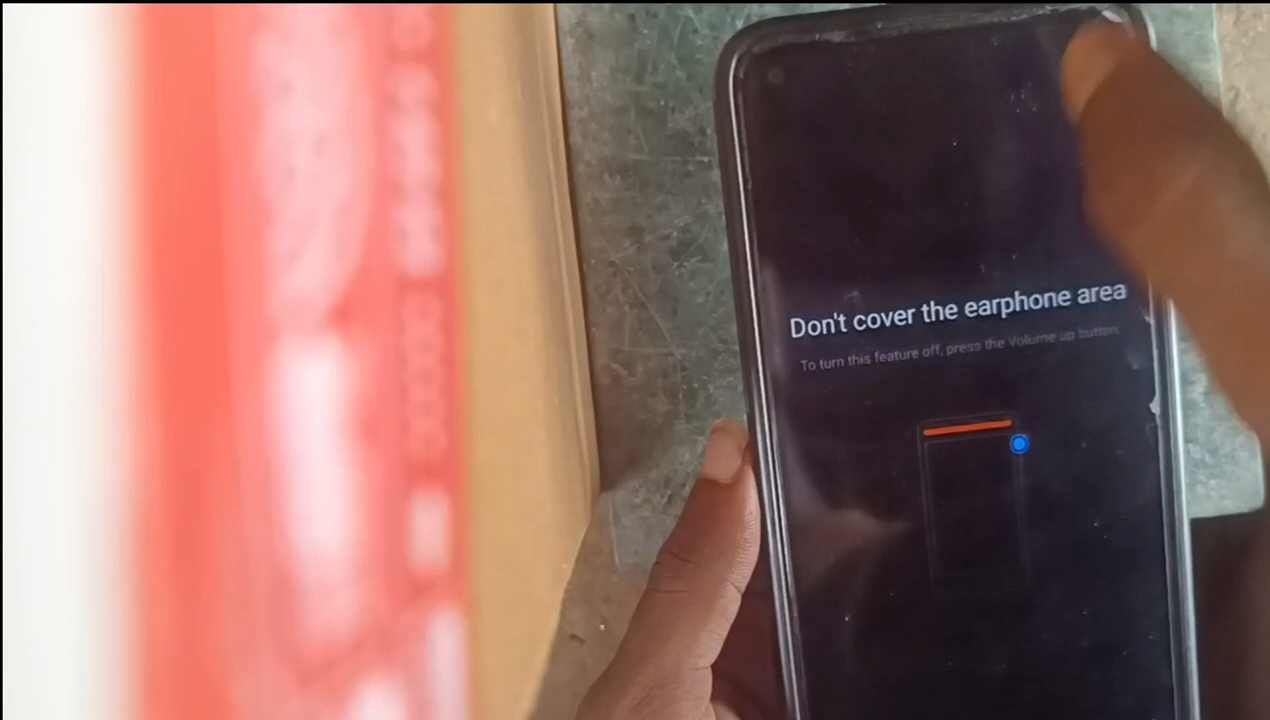 Don't cover the earphone area
To turn this feature off, press the Volume up button.